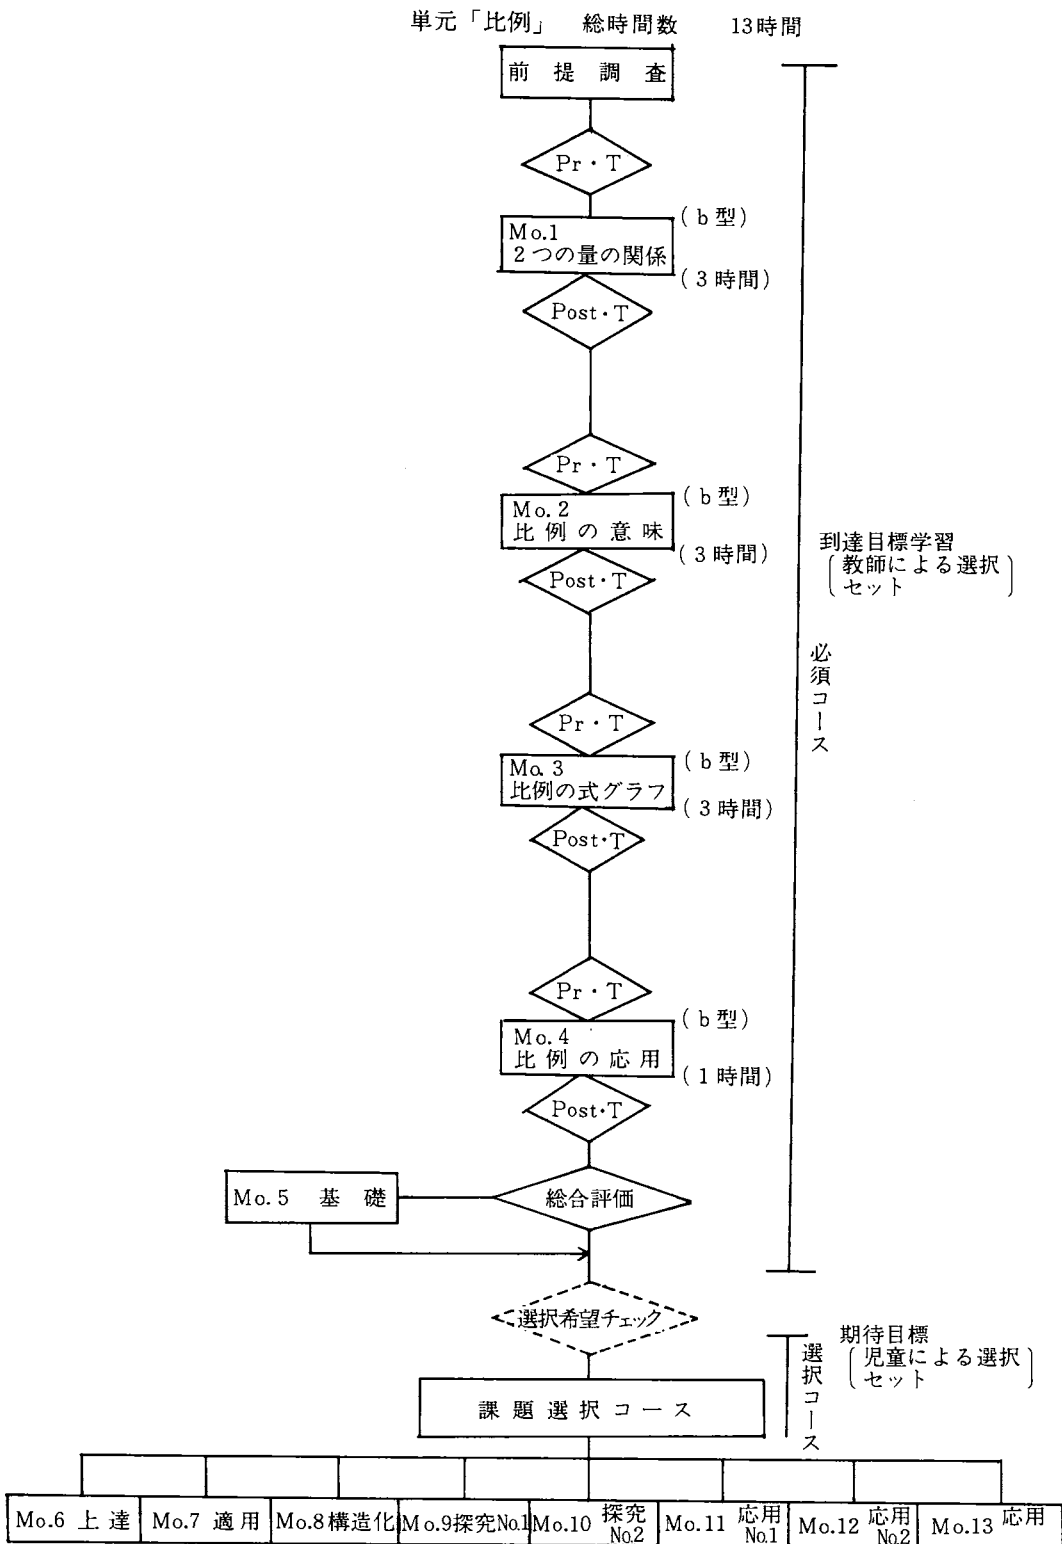 単元「比例」 総時間数 13時間
前提調査
Pr・T
(b型)
Mo.1
2つの量の関係
(3時間)
Post・T
Pr・T
(b型)
Mo.2
比例の意味
(3時間)
Post・T
到達目標学習
教師による選択
セット
必須コース
Pr・T
(b型)
Mo.3
比例の式グラフ
(3時間)
Post・T
Pr・T
(b型)
Mo.4
比例の応用
(1時間)
Post・T
Mo.5 基礎
総合評価
選択希望チェック
期待目標
児童による選択
セット
選択コース
課題選択コース
Mo.6 上達
Mo.7 適用
Mo.8構造化
Mo.9探究No.1
Mo.10 探究No.2
Mo.11 応用No.1
Mo.12 応用No.2
Mo.13 応用